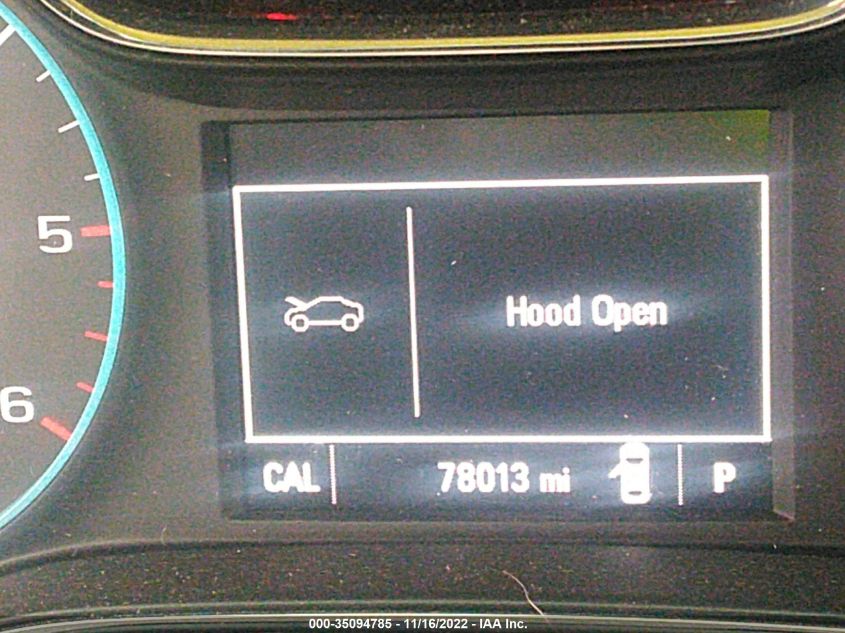 5
6
Hood Open
CAL 78013 mi P
000-35094785 - 11/16/2022 - IAA Inc.